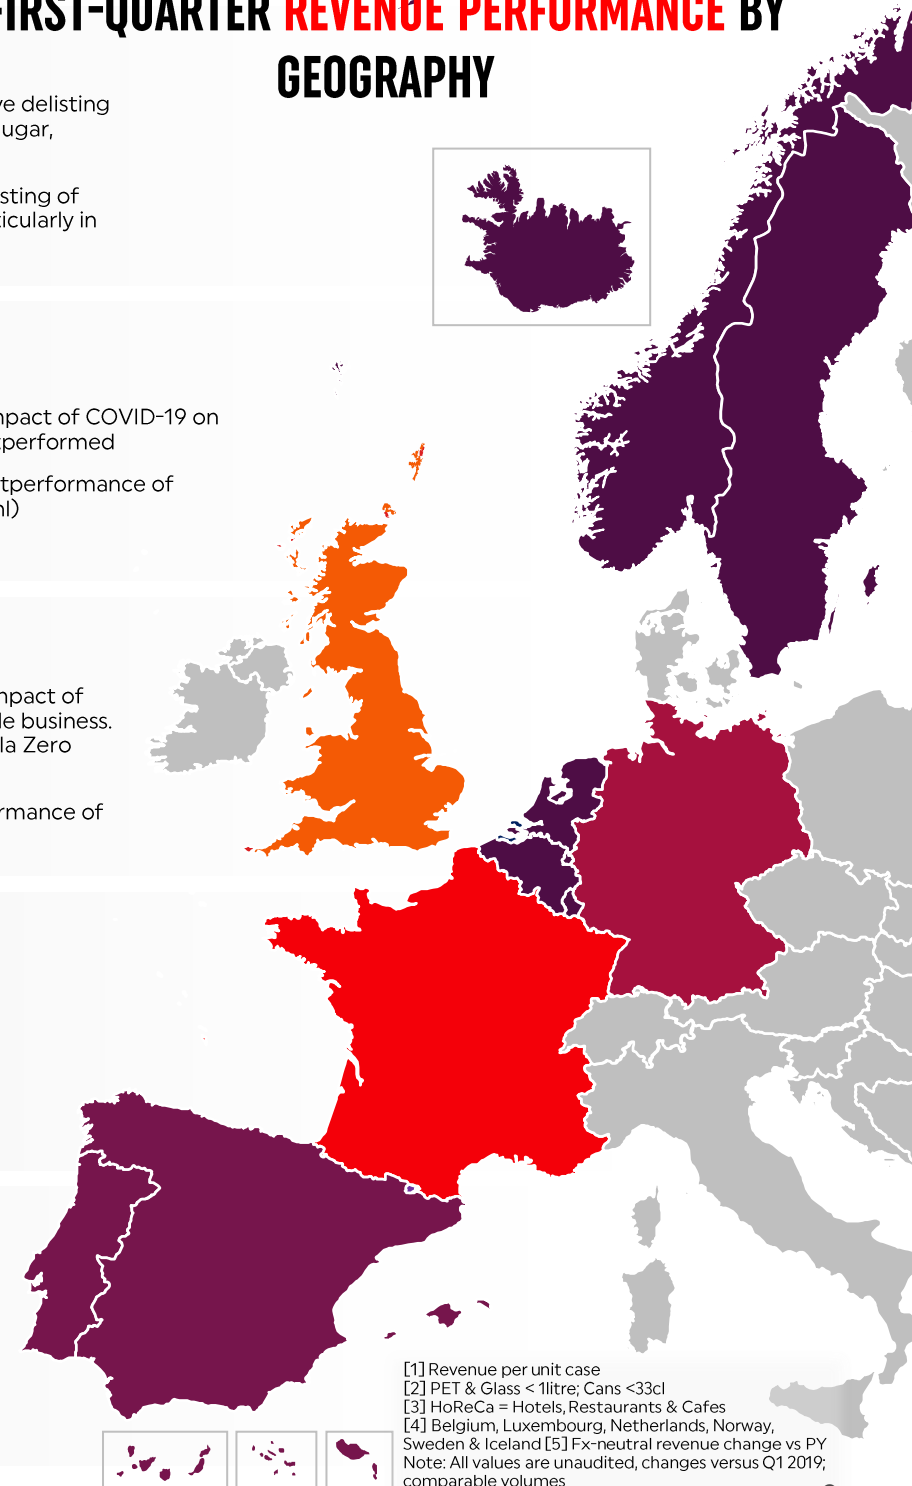 FIRST-QUARTER REVENUE PERFORMANCE BY
GEOGRAPHY
ve delisting
ugar,
sting of
icularly in
npact of COVID-19 on
tperformed
tperformance of
nl)
npact of
le business.
la Zero
rmance of
[1] Revenue per unit case
[2] PET & Glass < 1litre; Cans <33cl
[3] HoReCa = Hotels, Restaurants & Cafes
[4] Belgium, Luxembourg, Netherlands, Norway,
Sweden & Iceland [5] Fx-neutral revenue change vs PY
Note: All values are unaudited, changes versus Q1 2019;
comparable volumes